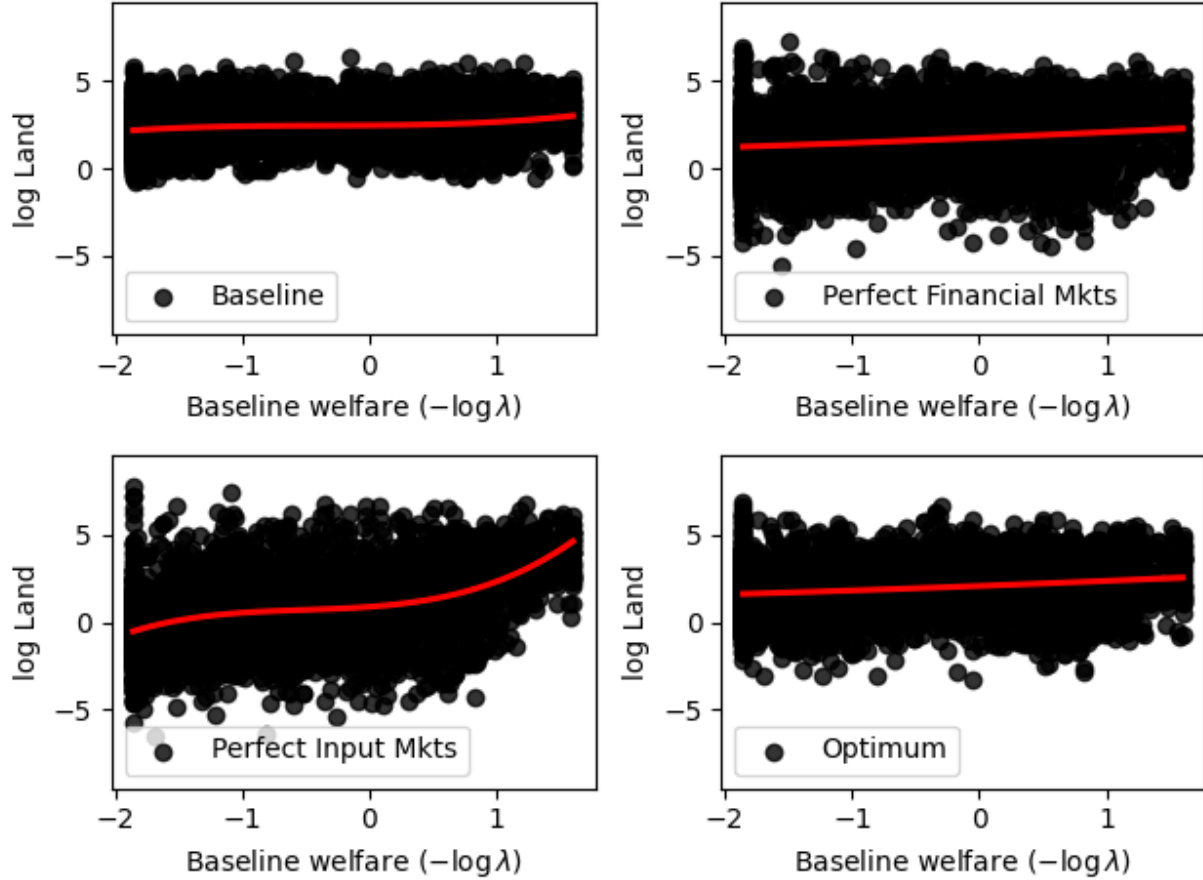 5
0
−5
log Land
Baseline
−2 −1 0 1
Baseline welfare (−log λ)
5
0
−5
log Land
Perfect Financial Mkts
−2 −1 0 1
Baseline welfare (−log λ)
5
0
−5
log Land
Perfect Input Mkts
−2 −1 0 1
Baseline welfare (−log λ)
5
0
−5
log Land
Optimum
−2 −1 0 1
Baseline welfare (−log λ)